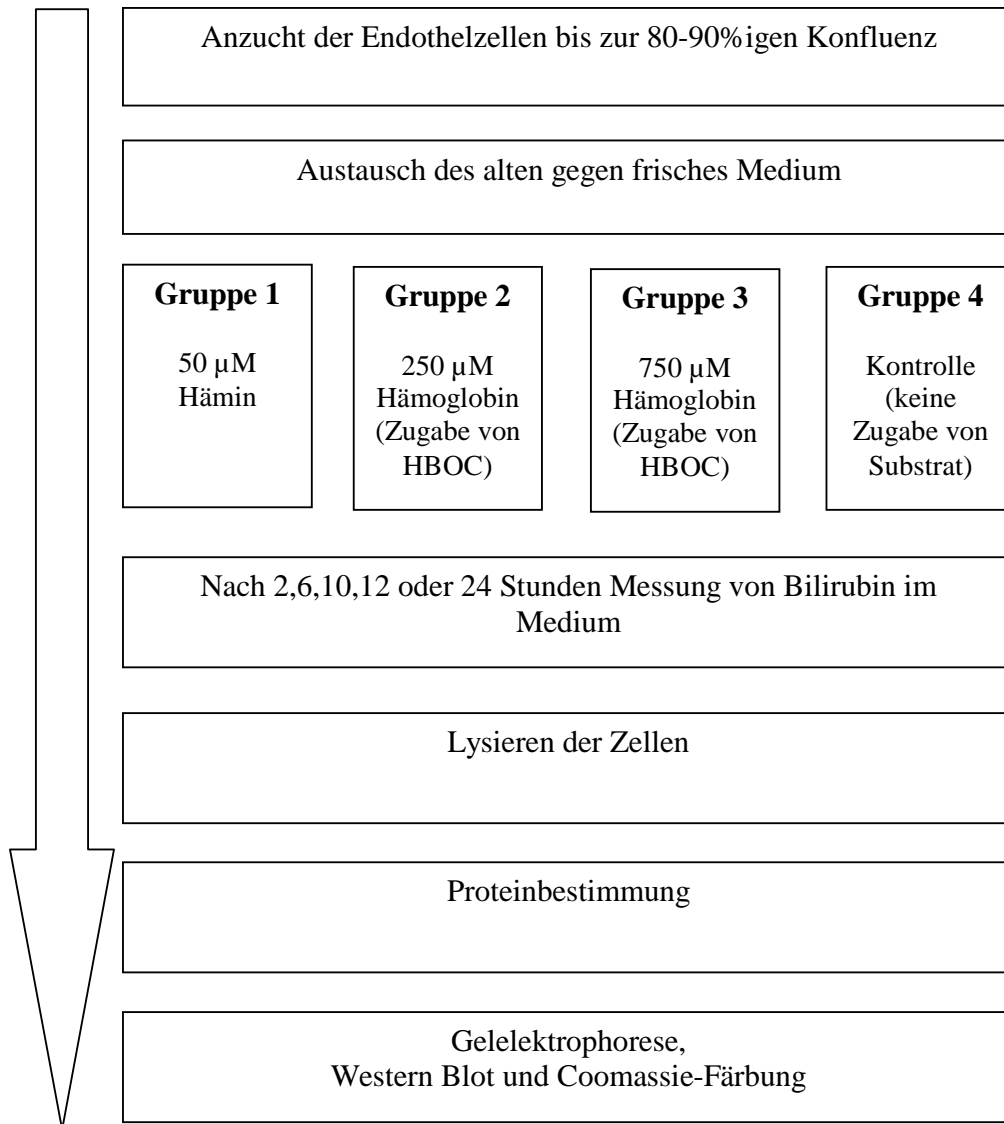 Anzucht der Endothelzellen bis zur 80-90%igen Konfluenz
Austausch des alten gegen frisches Medium
Gruppe 1
50 µM
Hämin
Gruppe 2
250 µM
Hämoglobin
(Zugabe von
HBOC)
Gruppe 3
750 µM
Hämoglobin
(Zugabe von
HBOC)
Gruppe 4
Kontrolle
(keine
Zugabe von
Substrat)
Nach 2,6,10,12 oder 24 Stunden Messung von Bilirubin im
Medium
Lysieren der Zellen
Proteinbestimmung
Gelelektrophorese,
Western Blot und Coomassie-Färbung